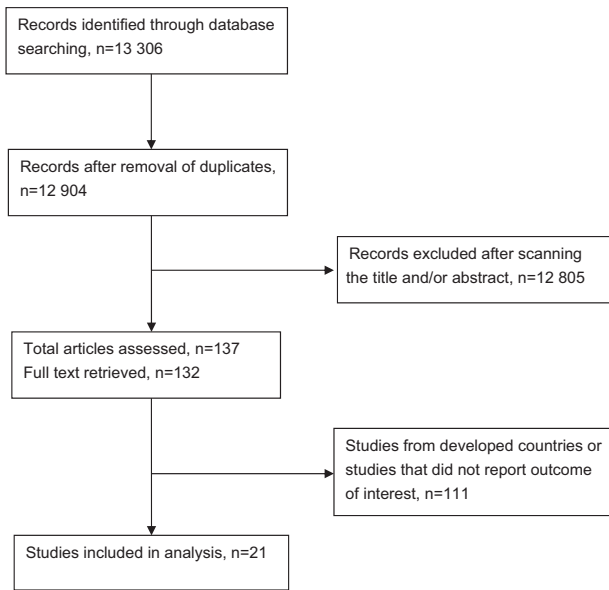 Records identified through database
searching, n=13 306
Records after removal of duplicates,
n=12 904
Records excluded after scanning
the title and/or abstract, n=12 805
Total articles assessed, n=137
Full text retrieved, n=132
Studies from developed countries or
studies that did not report outcome
of interest, n=111
Studies included in analysis, n=21